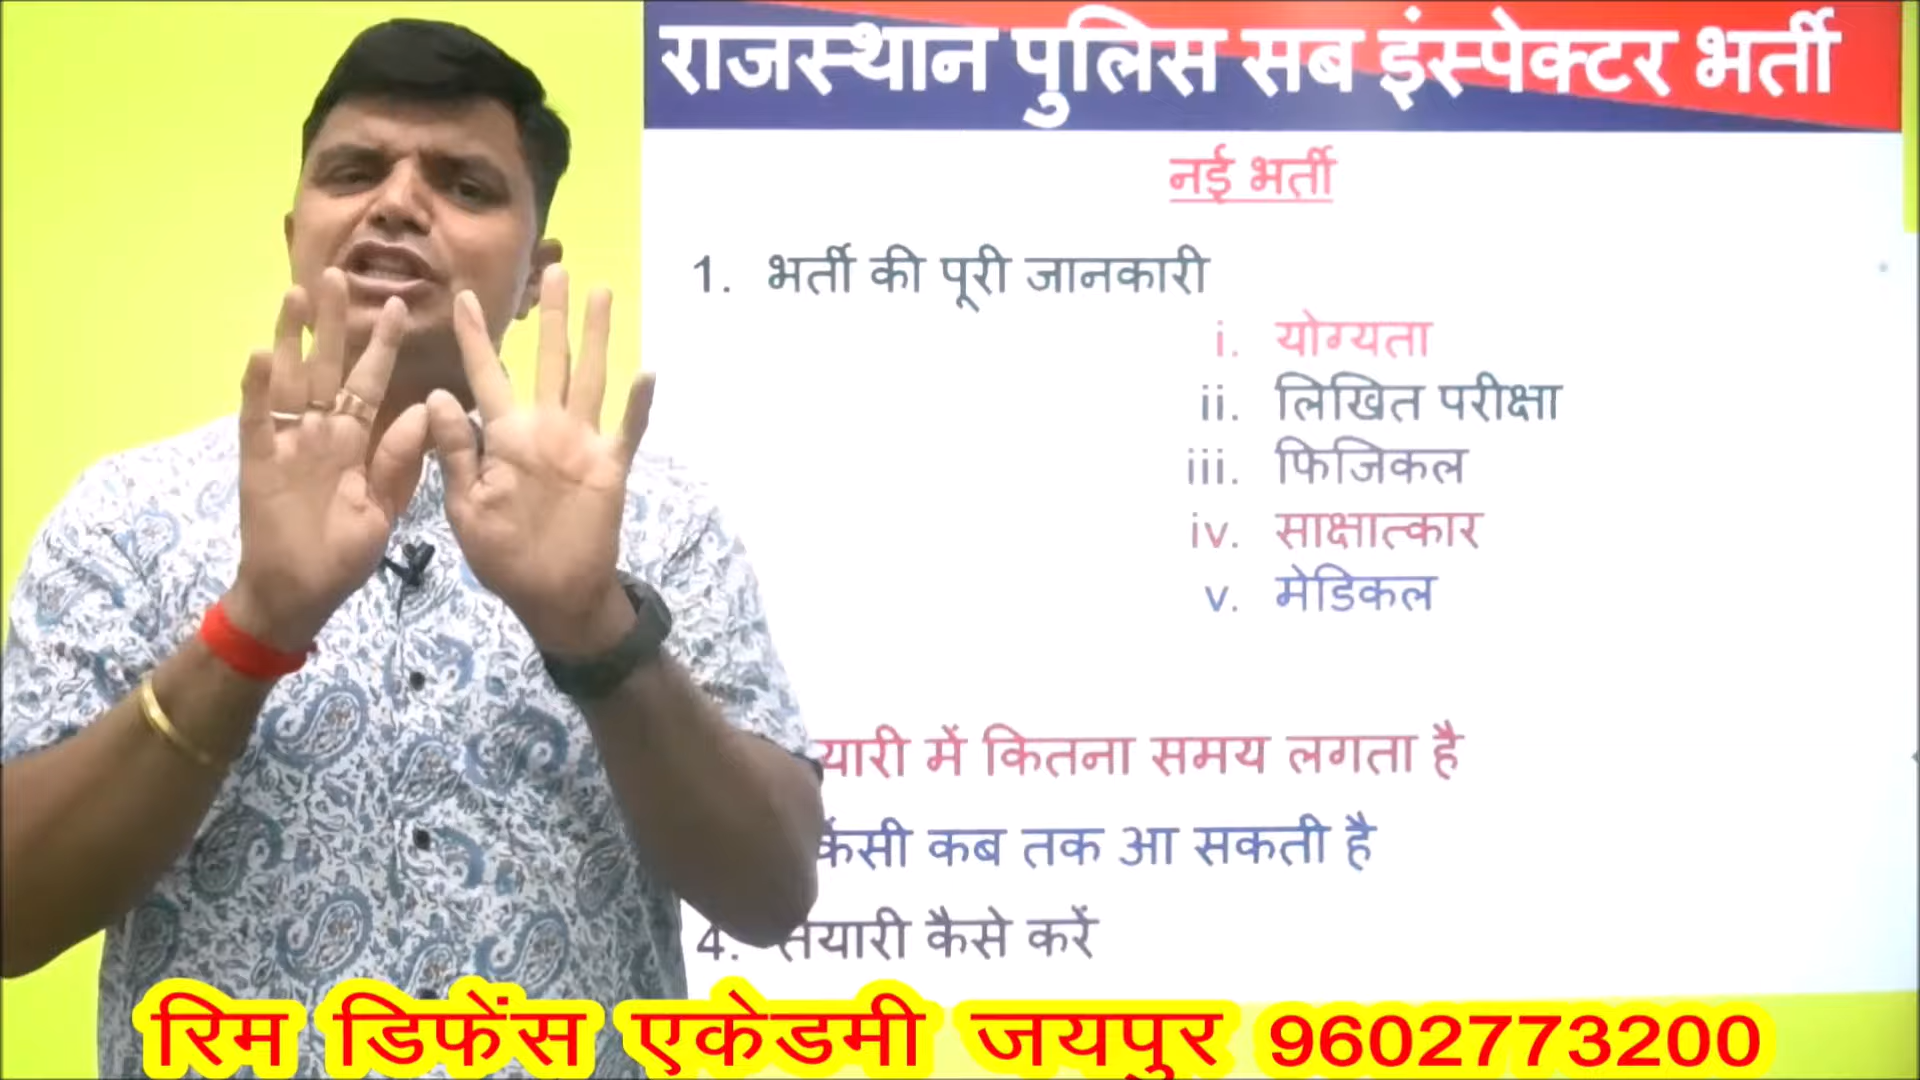 राजस्थान पुलिस सब इंस्पेक्टर भर्ती
नई भर्ती
1. भर्ती की पूरी जानकारी
i. योग्यता
ii. लिखित परीक्षा
iii. फिजिकल
iv. साक्षात्कार
v. मेडिकल
में कितना समय लगता है
कब तक आ सकती है
4. तयारी कैसे करें
रिम डिफेंस एकेडमी जयपुर 9602773200